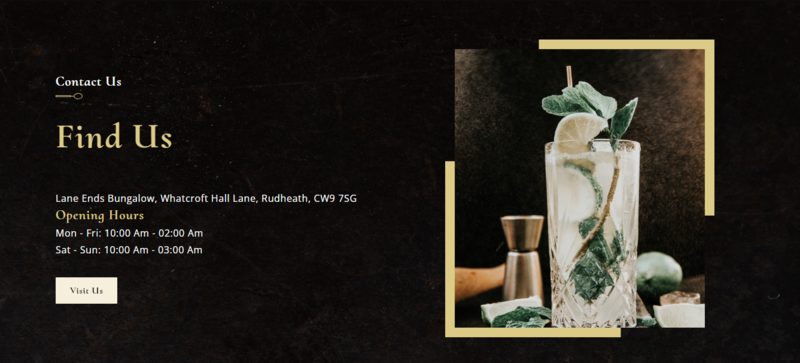 Contact Us
Find Us
Lane Ends Bungalow, Whatcroft Hall Lane, Rudheath, CW9 7SG
Opening Hours
Mon - Fri: 10:00 Am - 02:00 Am
Sat - Sun: 10:00 Am - 03:00 Am
Visit Us